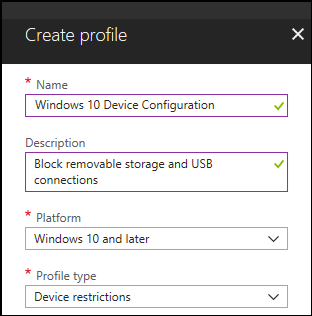 Create profile
* Name
Windows 10 Device Configuration
Description
Block removable storage and USB
connections
* Platform
Windows 10 and later
* Profile type
Device restrictions